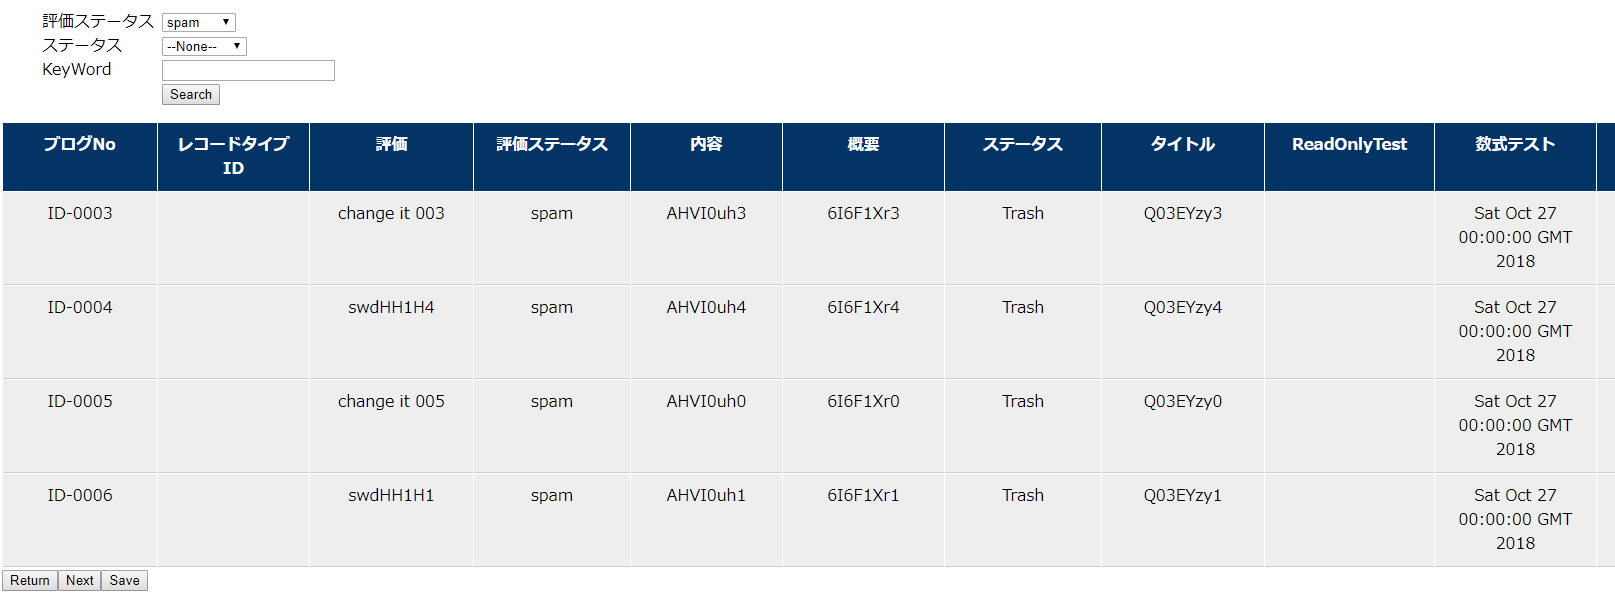 評価ステータス spam
ステータス --None--
KeyWord
Search
ブログNo レコードタイプ ID 評価 評価ステータス 内容 概要 ステータス タイトル ReadOnlyTest 数式テスト
ID-0003 change it 003 spam AHVI0uh3 6I6F1Xr3 Trash Q03EYzy3 Sat Oct 27
00:00:00 GMT
2018
ID-0004 swdHH1H4 spam AHVI0uh4 6I6F1Xr4 Trash Q03EYzy4 Sat Oct 27
00:00:00 GMT
2018
ID-0005 change it 005 spam AHVI0uh0 6I6F1Xr0 Trash Q03EYzy0 Sat Oct 27
00:00:00 GMT
2018
ID-0006 swdHH1H1 spam AHVI0uh1 6I6F1Xr1 Trash Q03EYzy1 Sat Oct 27
00:00:00 GMT
2018
Return Next Save